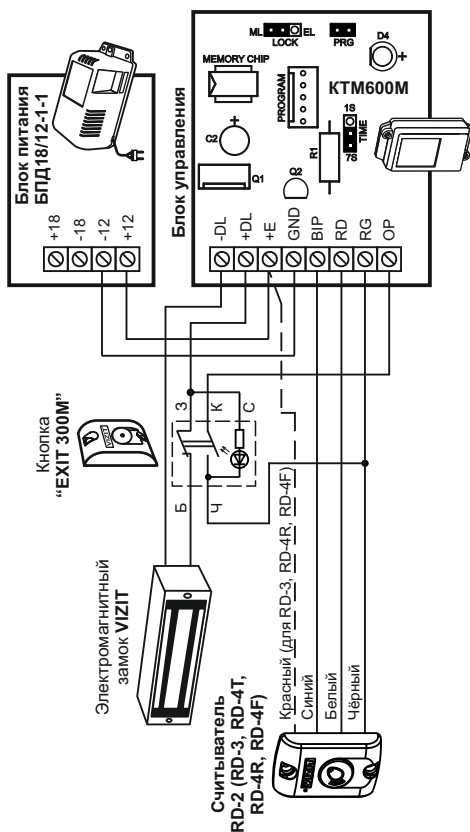 Блок питания
БПД18/12-1-1
+18
-18
-12
+12
Блок управления
ML
EL
LOCK
PRG
D4
+
MEMORY CHIP
C2
+
PROGRAM
КТМ600М
Q1
Q2
R1
1S
7S
TIME
-DL
+DL
+E
GND
BIP
RD
RG
OP
Кнопка
“EXIT 300M”
VIZIT
З
К
С
Б
Ч
Электромагнитный
замок VIZIT
Считыватель
RD-2 (RD-3, RD-4T,
RD-4R, RD-4F)
Красный (для RD-3, RD-4R, RD-4F)
Синий
Белый
Чёрный
VIZIT